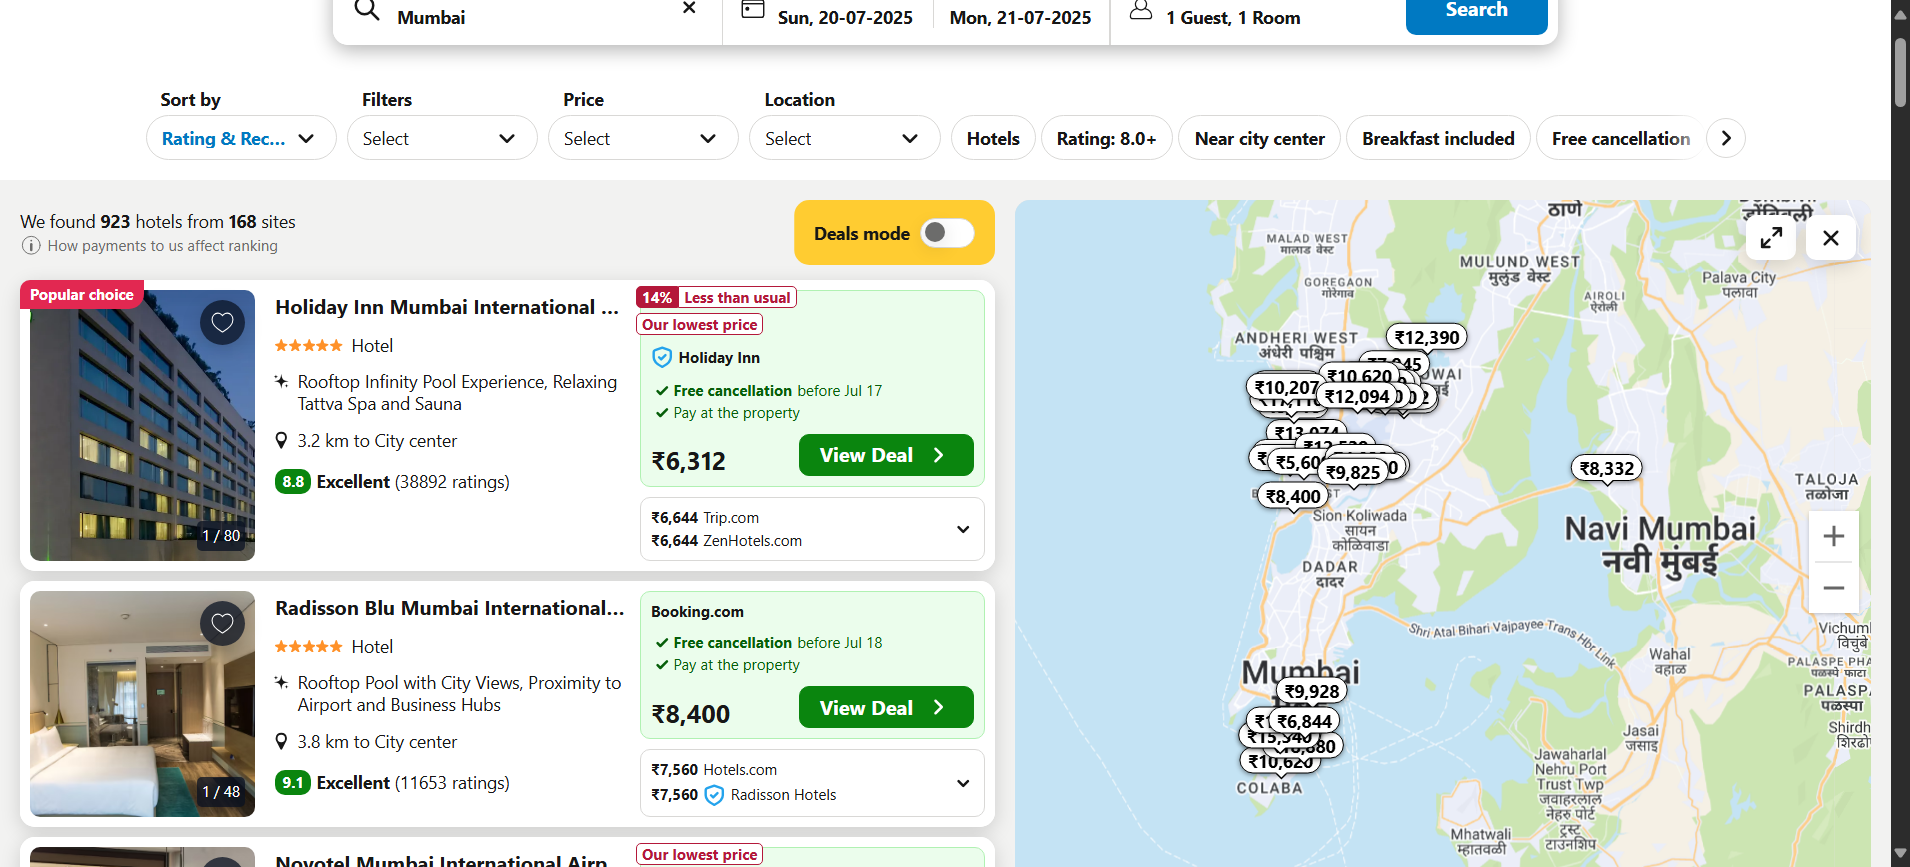 Mumbai
Sun, 20-07-2025
Mon, 21-07-2025
1 Guest, 1 Room
Search
Sort by
Filters
Price
Location
Rating & Rec...
Select
Select
Select
Hotels
Rating: 8.0+
Near city center
Breakfast included
Free cancellation
We found 923 hotels from 168 sites
How payments to us affect ranking
Deals mode
Popular choice
1 / 80
Holiday Inn Mumbai International ...
Hotel
Rooftop Infinity Pool Experience, Relaxing
Tattva Spa and Sauna
3.2 km to City center
8.8 Excellent (38892 ratings)
14% Less than usual
Our lowest price
Holiday Inn
Free cancellation before Jul 17
Pay at the property
₹6,312
View Deal
₹6,644 Trip.com
₹6,644 ZenHotels.com
1 / 48
Radisson Blu Mumbai International...
Hotel
Rooftop Pool with City Views, Proximity to
Airport and Business Hubs
3.8 km to City center
9.1 Excellent (11653 ratings)
Booking.com
Free cancellation before Jul 18
Pay at the property
₹8,400
View Deal
₹7,560 Hotels.com
₹7,560 Radisson Hotels
Novotel Mumbai International Airp
Our lowest price
ठाणे
डोंबिवली
MALAD WEST
मालाड वेस्ट
MULUND WEST
मुलुंड वेस्ट
Palava City
पलावा
GOREGAON
गोरेगाव
AIROLI
ऐरोली
ANDHERI WEST
अंधेरी पश्चिम
₹12,390
₹10,620
₹10,207
₹12,094
₹13,074
₹9,825
₹8,400
₹8,332
TALOJA
तळोजा
Sion Koliwada
सायन
कोळिवाडा
Navi Mumbai
नवी मुंबई
DADAR
दादर
Shri Atal Bihari Vajpayee Trans Hbr Link
Wahal
वाहाळ
विचुंबे
PALASPE
पळस्पे फाटा
पळस्पा
Mumbai
₹9,928
₹6,844
₹15,340
₹10,620
COLABA
Jasai
जसाई
Jawaharlal
Nehru Port
Trust Twp
जवाहरलाल
नेहरु पोर्ट
ट्रस्ट
टाउनशिप
Mhatwali
म्हातवळी